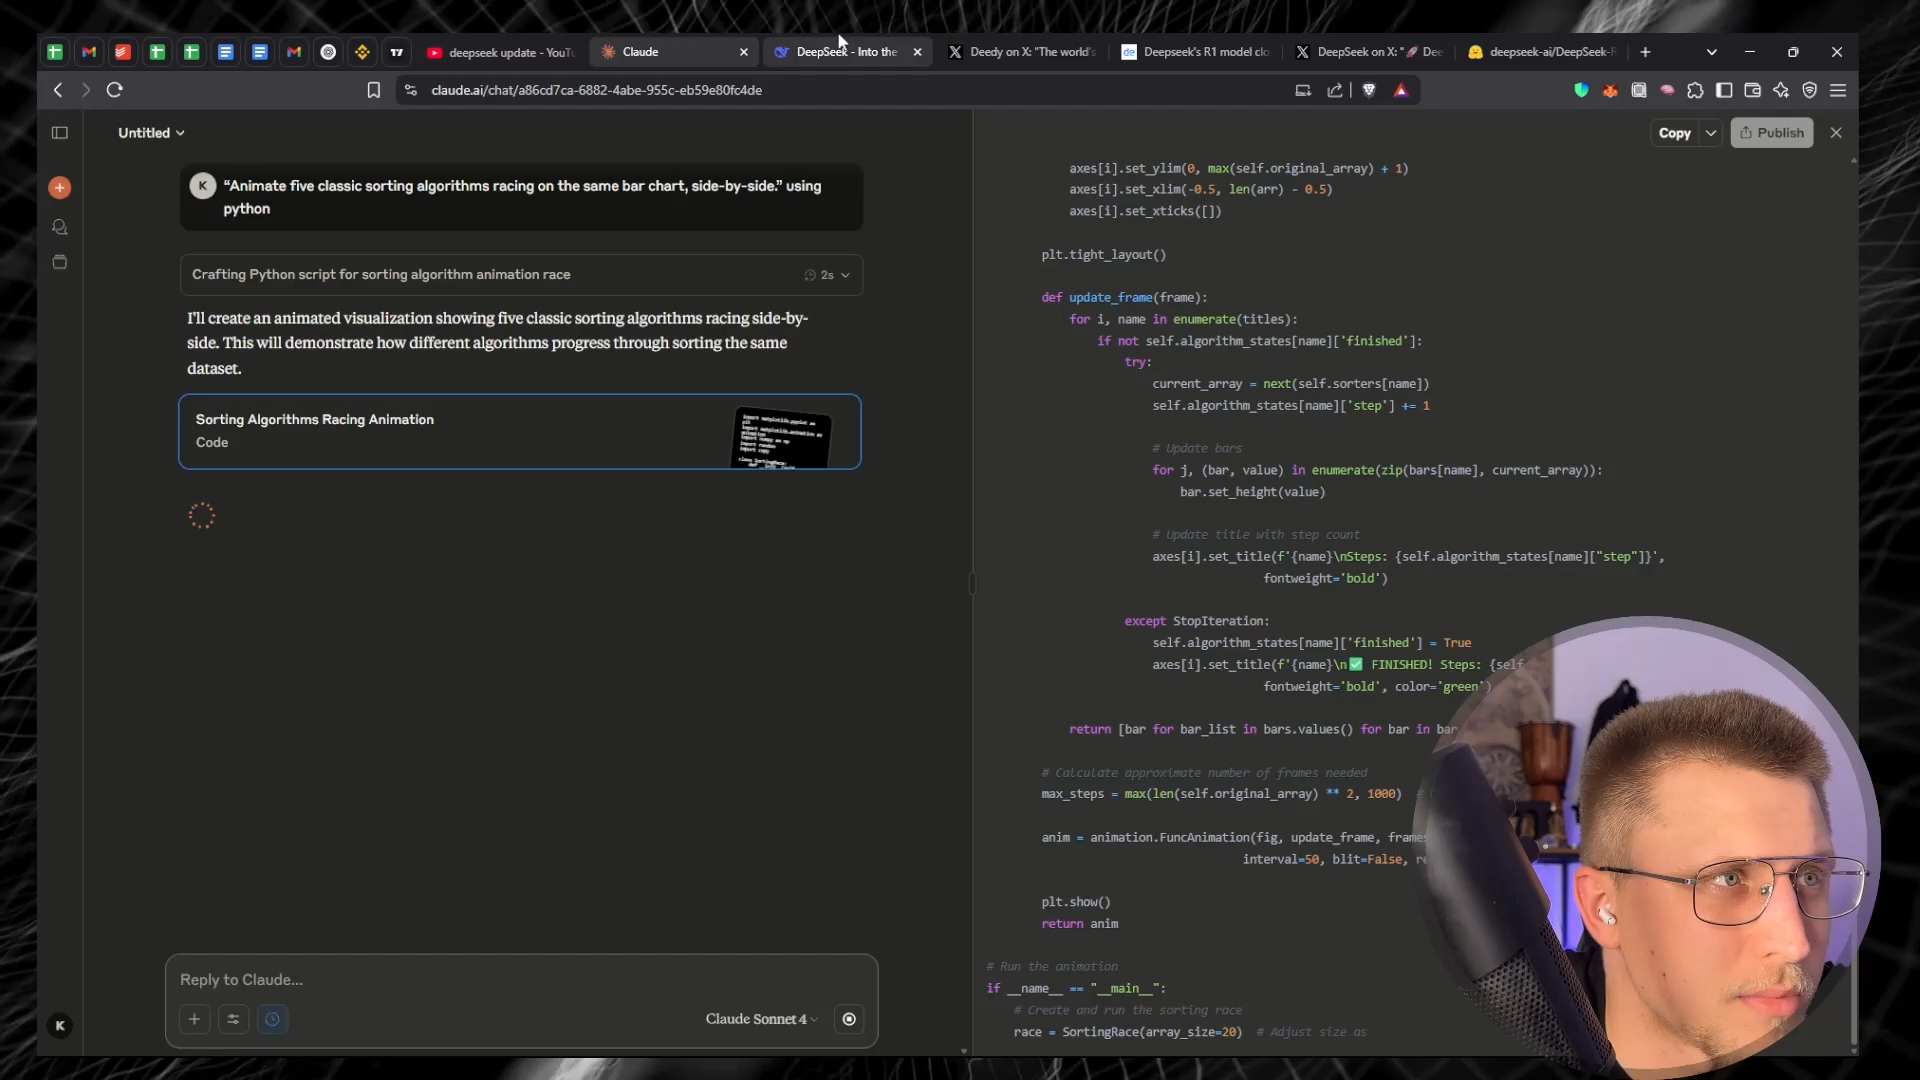 deepseek update - YouTu
Claude
DeepSeek - Into the
Deedy on X: "The world's
Deepseek's R1 model clo
DeepSeek on X: "🚀 Dee
deepseek-ai/DeepSeek-R
claude.ai/chat/a86cd7ca-6882-4abe-955c-eb59e80fc4de
Untitled
Copy
Publish
K
“Animate five classic sorting algorithms racing on the same bar chart, side-by-side.” using
python
Crafting Python script for sorting algorithm animation race
2s
I'll create an animated visualization showing five classic sorting algorithms racing side-by-
side. This will demonstrate how different algorithms progress through sorting the same
dataset.
Sorting Algorithms Racing Animation
Code
Reply to Claude...
Claude Sonnet 4
K
axes[i].set_ylim(0, max(self.original_array) + 1)
axes[i].set_xlim(-0.5, len(arr) - 0.5)
axes[i].set_xticks([])
plt.tight_layout()
def update_frame(frame):
for i, name in enumerate(titles):
if not self.algorithm_states[name]['finished']:
try:
current_array = next(self.sorters[name])
self.algorithm_states[name]['step'] += 1
# Update bars
for j, (bar, value) in enumerate(zip(bars[name], current_array)):
bar.set_height(value)
# Update title with step count
axes[i].set_title(f'{name}\nSteps: {self.algorithm_states[name]["step"]}',
fontweight='bold')
except StopIteration:
self.algorithm_states[name]['finished'] = True
axes[i].set_title(f'{name}\n✅ FINISHED! Steps: {self
fontweight='bold', color='green')
return [bar for bar_list in bars.values() for bar in bar
# Calculate approximate number of frames needed
max_steps = max(len(self.original_array) ** 2, 1000) #
anim = animation.FuncAnimation(fig, update_frame, frames
interval=50, blit=False, re
plt.show()
return anim
# Run the animation
if __name__ == "__main__":
# Create and run the sorting race
race = SortingRace(array_size=20) # Adjust size as